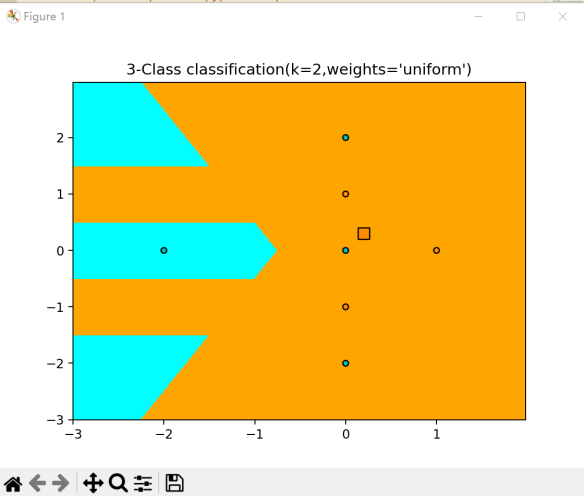 Figure 1
3-Class classification(k=2,weights='uniform')
2
1
0
−1
−2
−3
−3 −2 −1 0 1